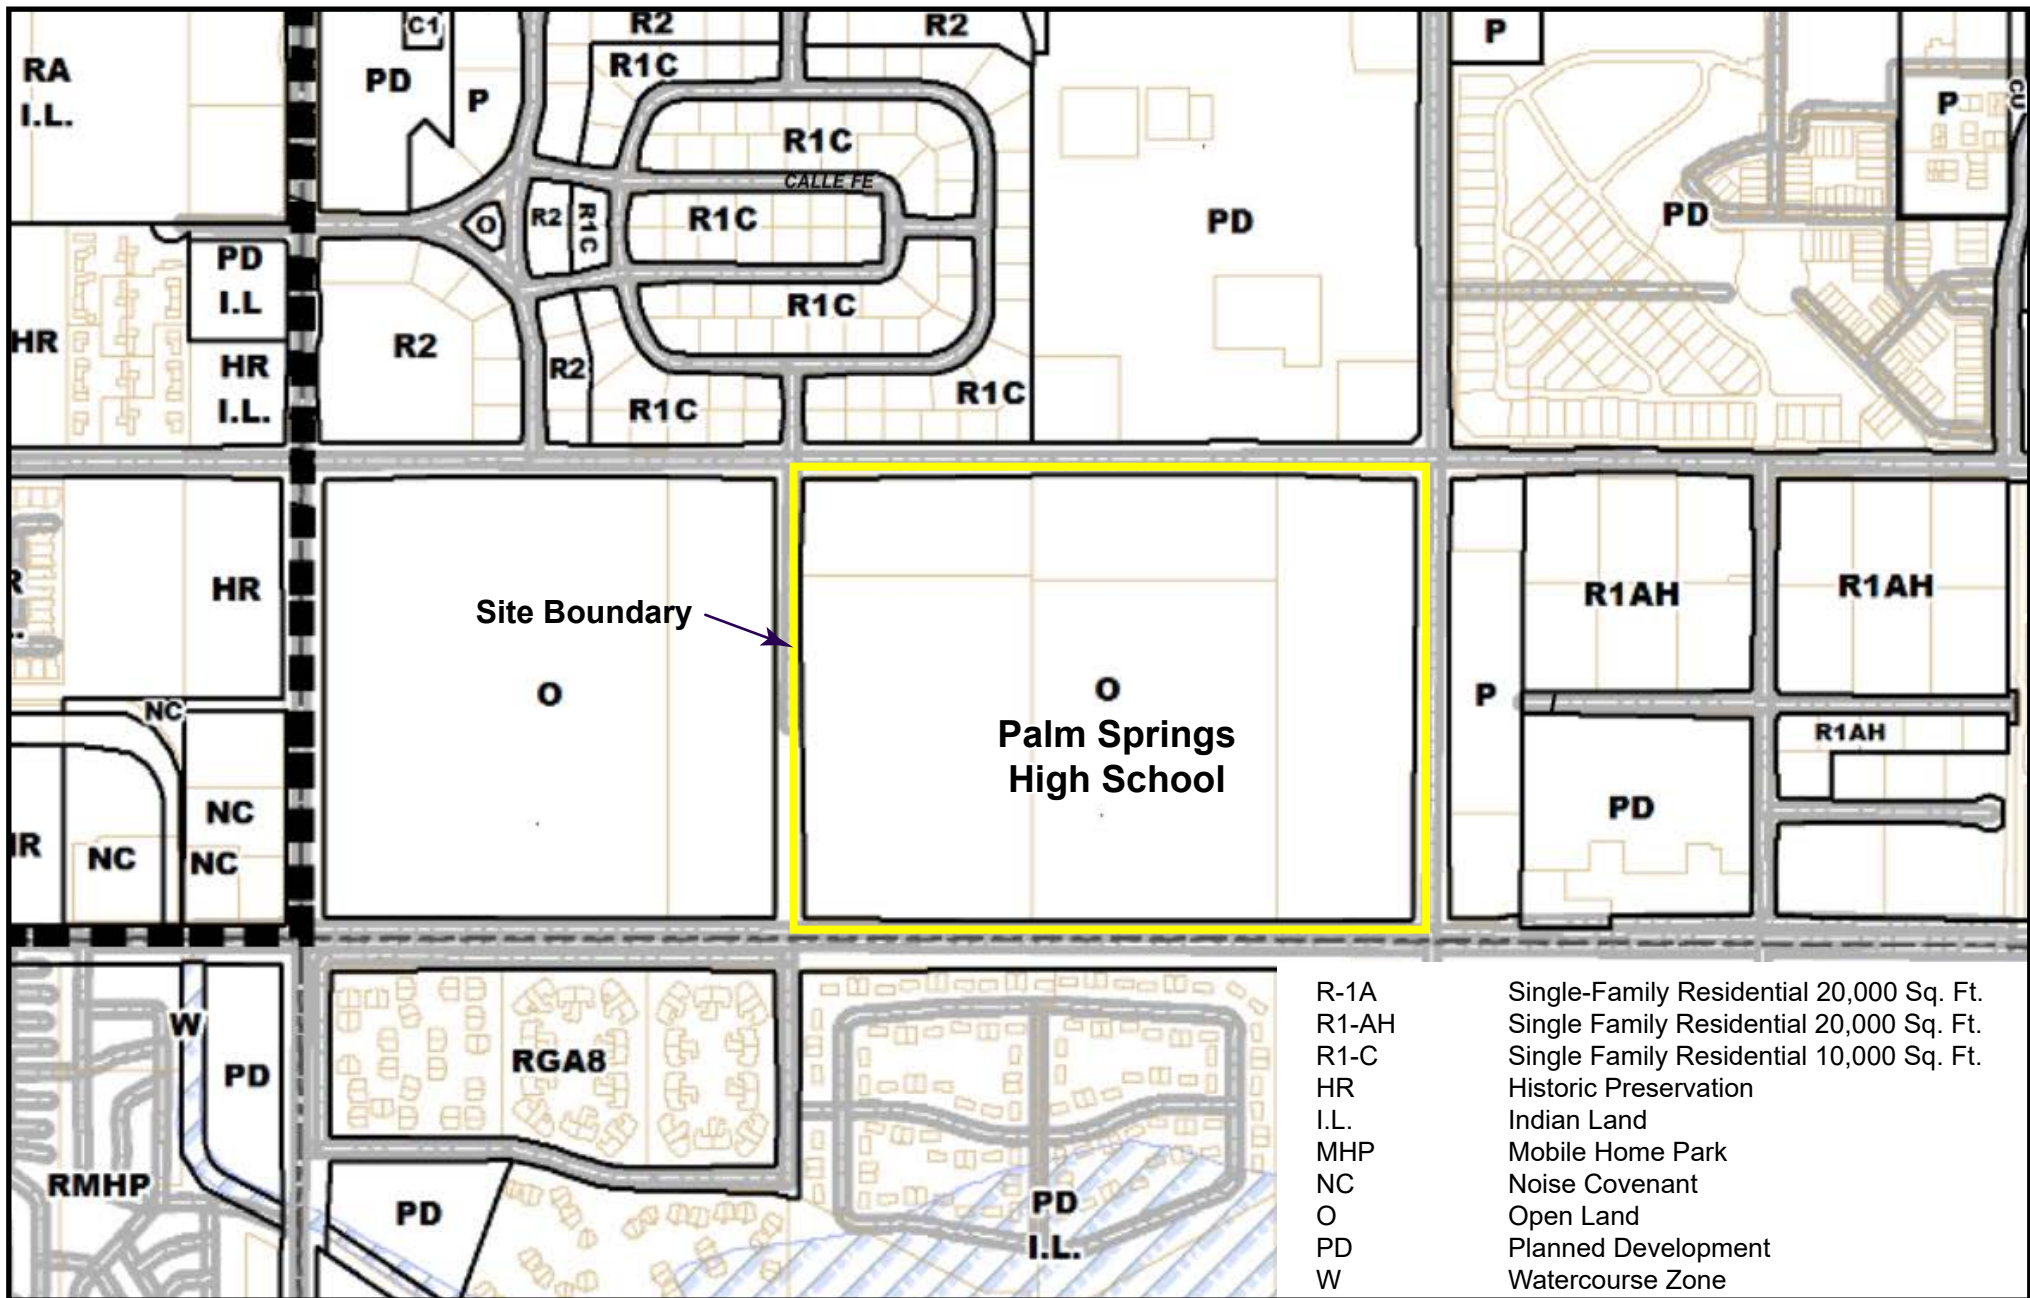 C1
R2
R2
P
RA
I.L.
PD
P
R1C
P
CU
R1C
CALLE FE
O
R2
R1C
R1C
PD
PD
PD
I.L
R1C
HR
R2
HR
I.L.
R2
R1C
R1C
HR
R1AH
R1AH
Site Boundary
O
O
Palm Springs
High School
P
NC
R1AH
NC
NC
NC
PD
W
PD
RGA8
RMHP
PD
PD
I.L.
R-1A Single-Family Residential 20,000 Sq. Ft.
R1-AH Single Family Residential 20,000 Sq. Ft.
R1-C Single Family Residential 10,000 Sq. Ft.
HR Historic Preservation
I.L. Indian Land
MHP Mobile Home Park
NC Noise Covenant
O Open Land
PD Planned Development
W Watercourse Zone